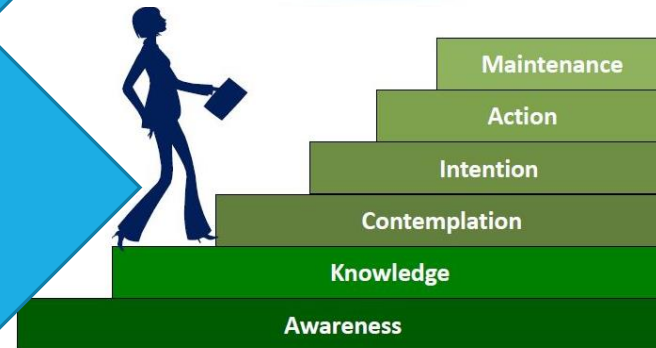 Maintenance
Action
Intention
Contemplation
Knowledge
Awareness